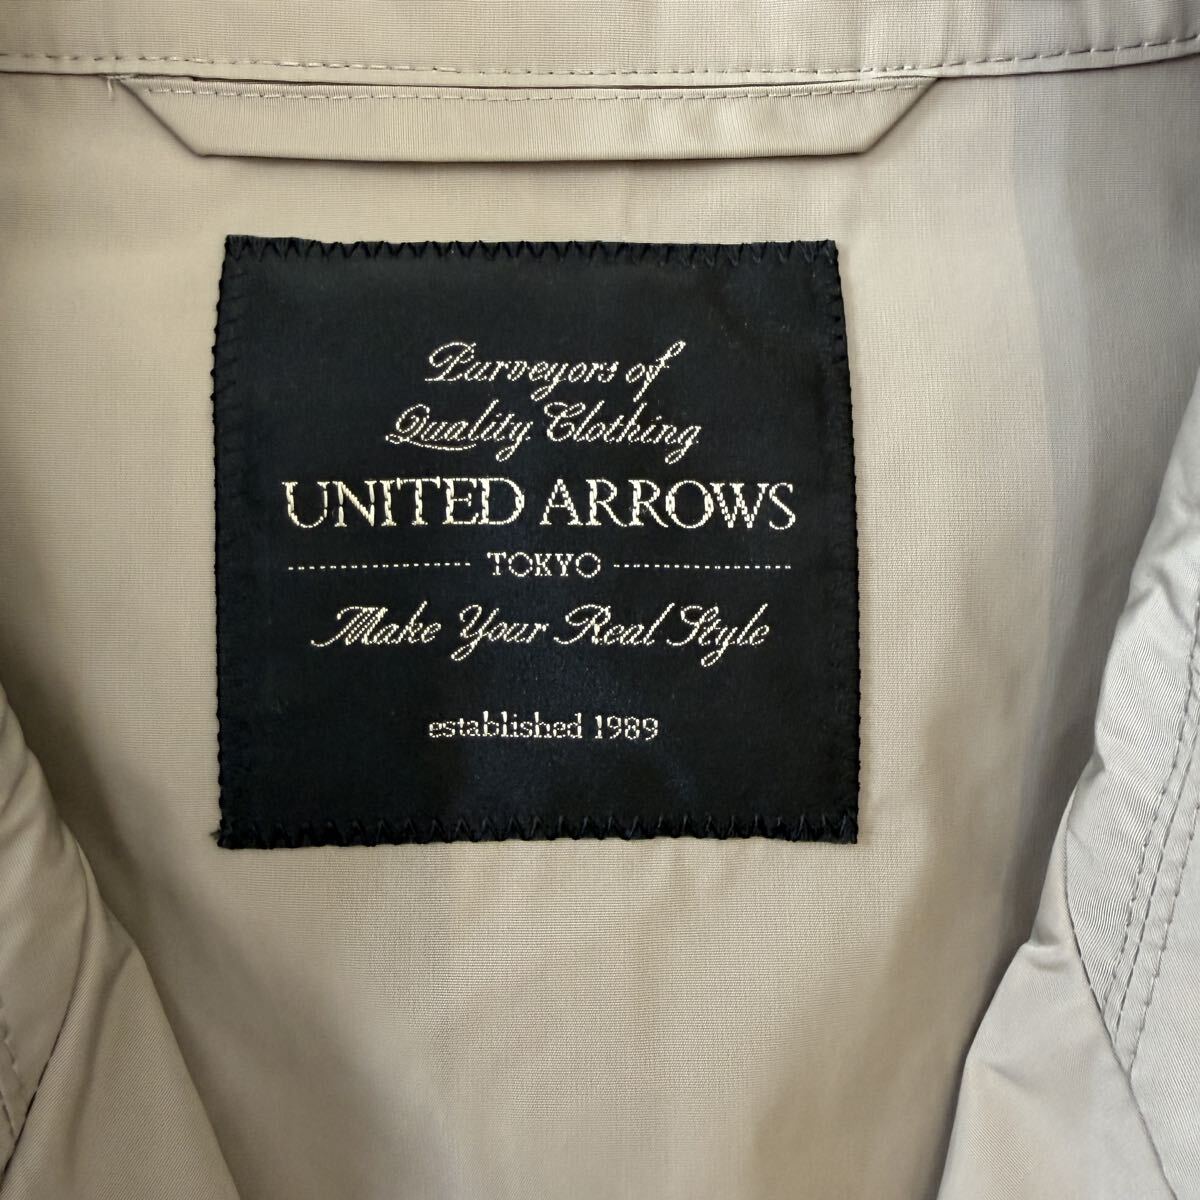 Purveyors of
Quality Clothing
UNITED ARROWS
TOKYO
Make Your Real Style
established 1989